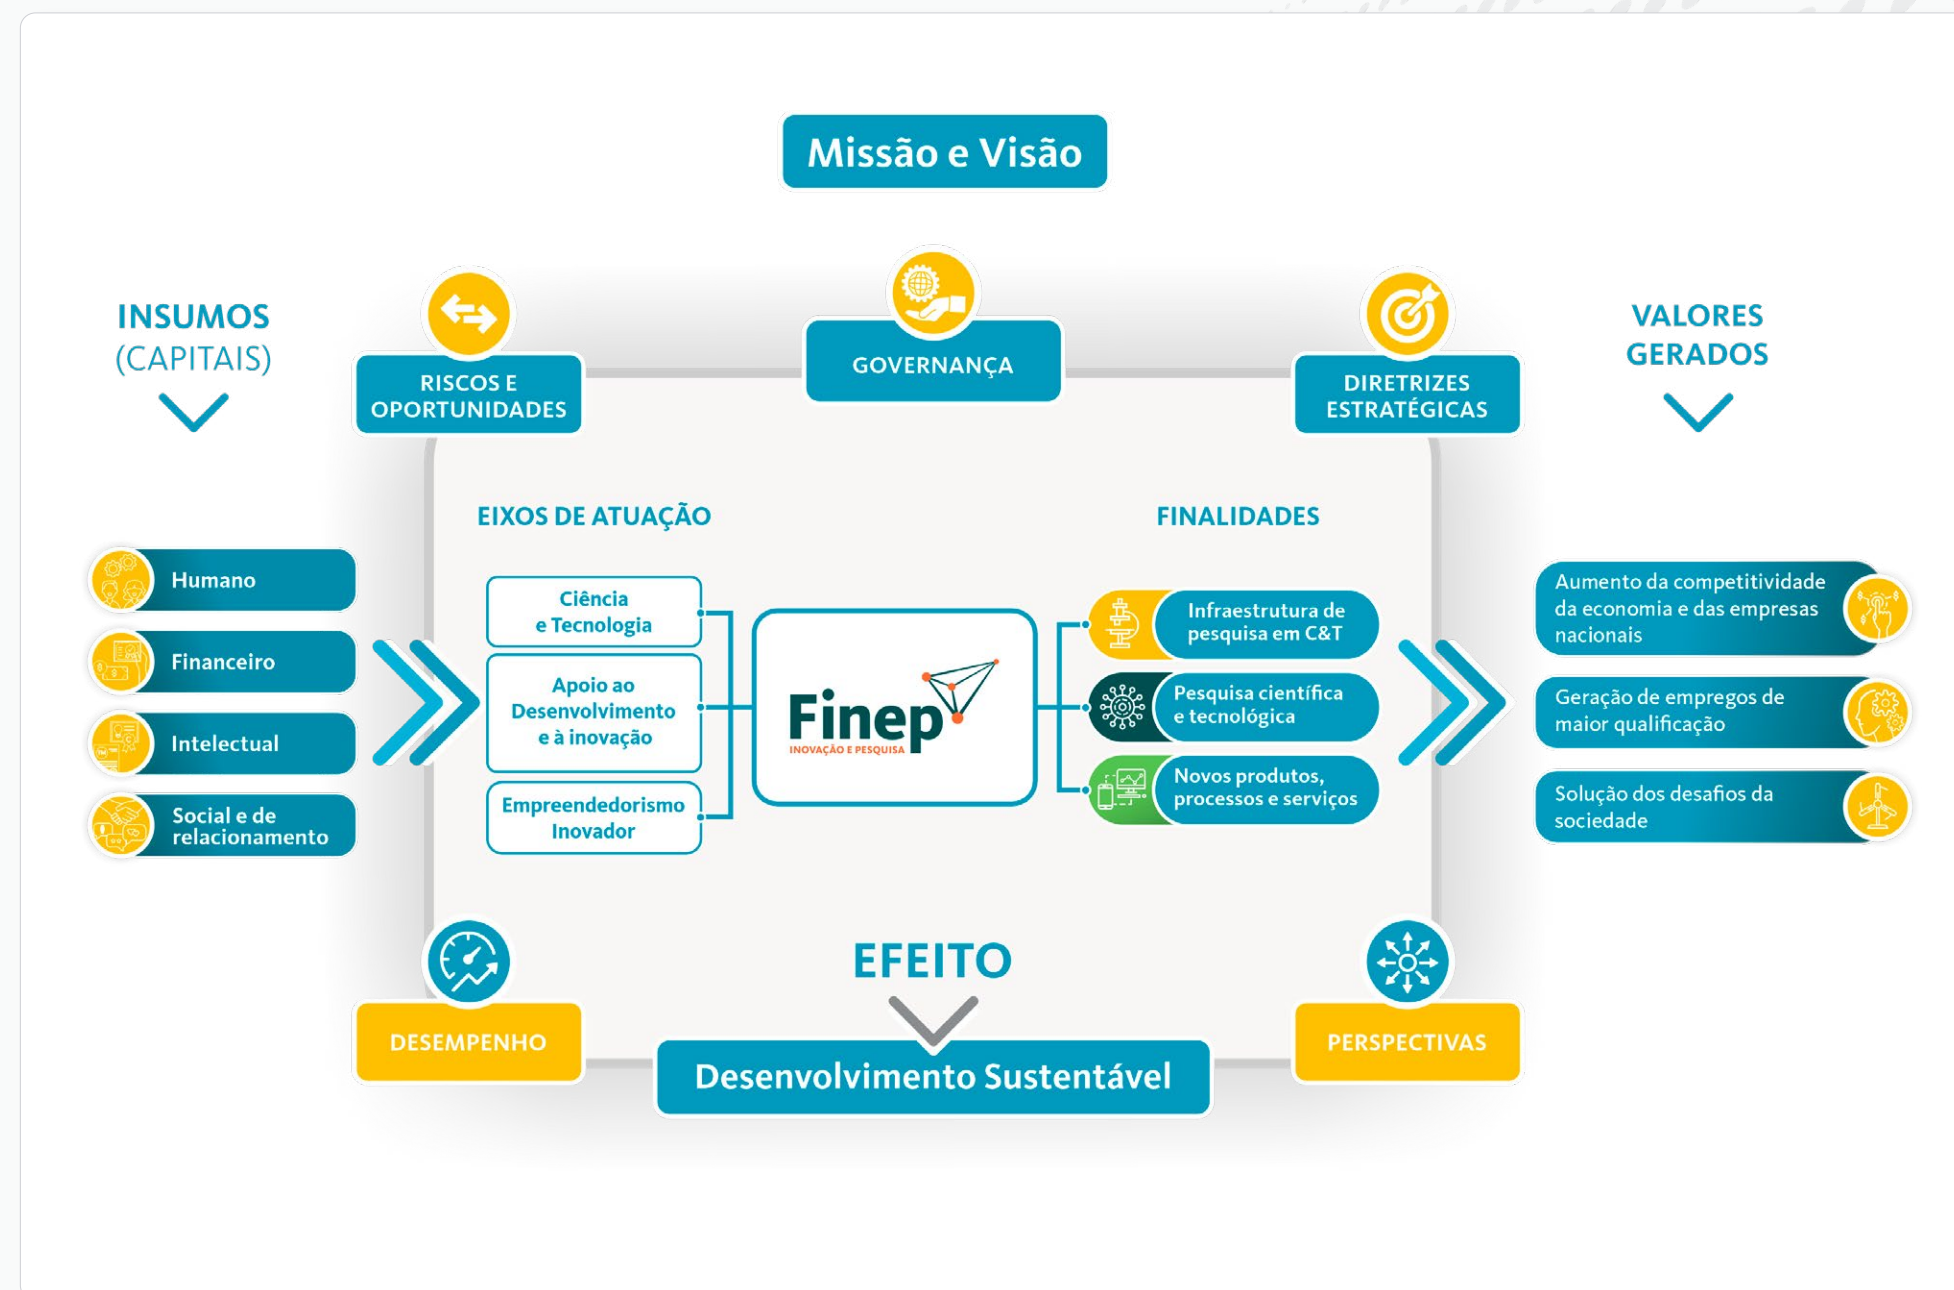 Missão e Visão
INSUMOS
(CAPITAIS)
RISCOS E
OPORTUNIDADES
GOVERNANÇA
DIRETRIZES
ESTRATÉGICAS
VALORES
GERADOS
Humano
Financeiro
Intelectual
Social e de
relacionamento
EIXOS DE ATUAÇÃO
Ciência
e Tecnologia
Apoio ao
Desenvolvimento
e à inovação
Empreendedorismo
Inovador
Finep
INOVAÇÃO E PESQUISA
FINALIDADES
Infraestrutura de
pesquisa em C&T
Pesquisa científica
e tecnológica
Novos produtos,
processos e serviços
Aumento da competitividade
da economia e das empresas
nacionais
Geração de empregos de
maior qualificação
Solução dos desafios da
sociedade
DESEMPENHO
EFEITO
Desenvolvimento Sustentável
PERSPECTIVAS